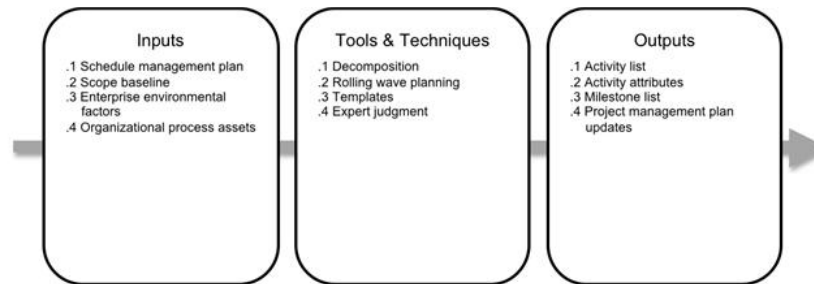 Inputs
.1 Schedule management plan
.2 Scope baseline
.3 Enterprise environmental
factors
.4 Organizational process assets
Tools & Techniques
.1 Decomposition
.2 Rolling wave planning
.3 Templates
.4 Expert judgment
Outputs
.1 Activity list
.2 Activity attributes
.3 Milestone list
.4 Project management plan
updates